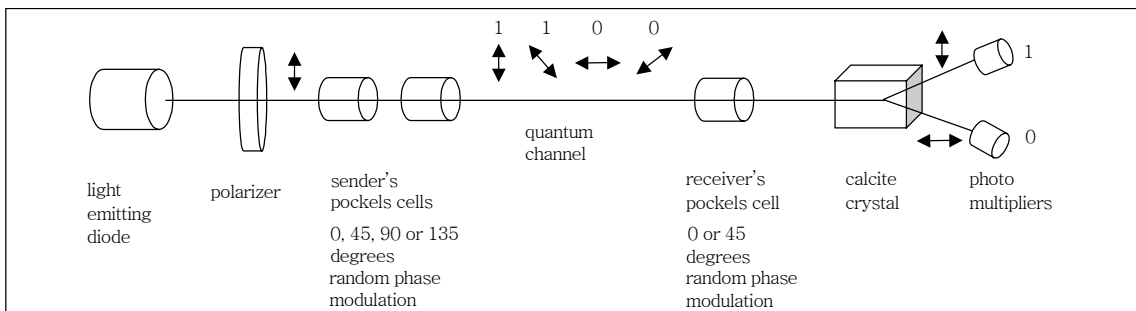 1 1 0 0
1
0
quantum
channel
light
emitting
diode
polarizer
sender's
pockels cells
0, 45, 90 or 135
degrees
random phase
modulation
receiver's
pockels cell
0 or 45
degrees
random phase
modulation
calcite
crystal
photo
multipliers